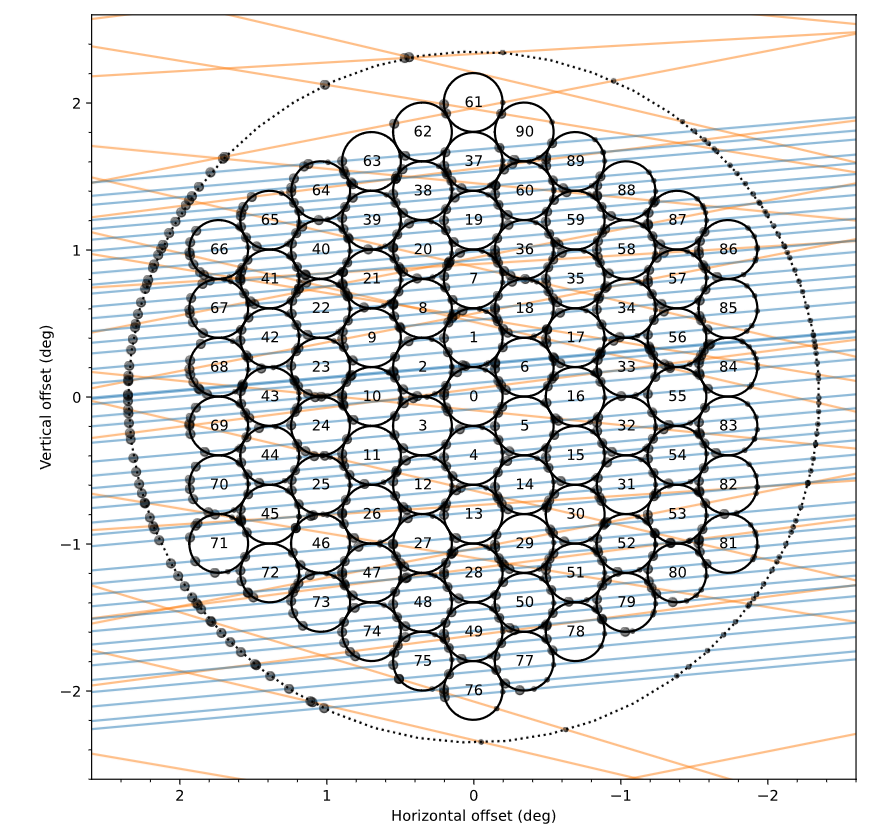 61
62 90
63 37 89
64 38 60 88
65 39 19 59 87
66 40 20 36 58 86
41 21 7 35 57
67 22 8 18 34 85
42 9 1 17 56
68 23 2 6 33 84
43 10 0 16 55
69 24 3 5 32 83
44 11 4 15 54
70 25 12 14 31 82
45 26 13 30 53
71 46 27 29 52 81
72 47 28 51 80
73 48 50 79
74 49 78
75 77
76
2
1
0
−1
−2
Vertical offset (deg)
2 1 0 −1 −2
Horizontal offset (deg)